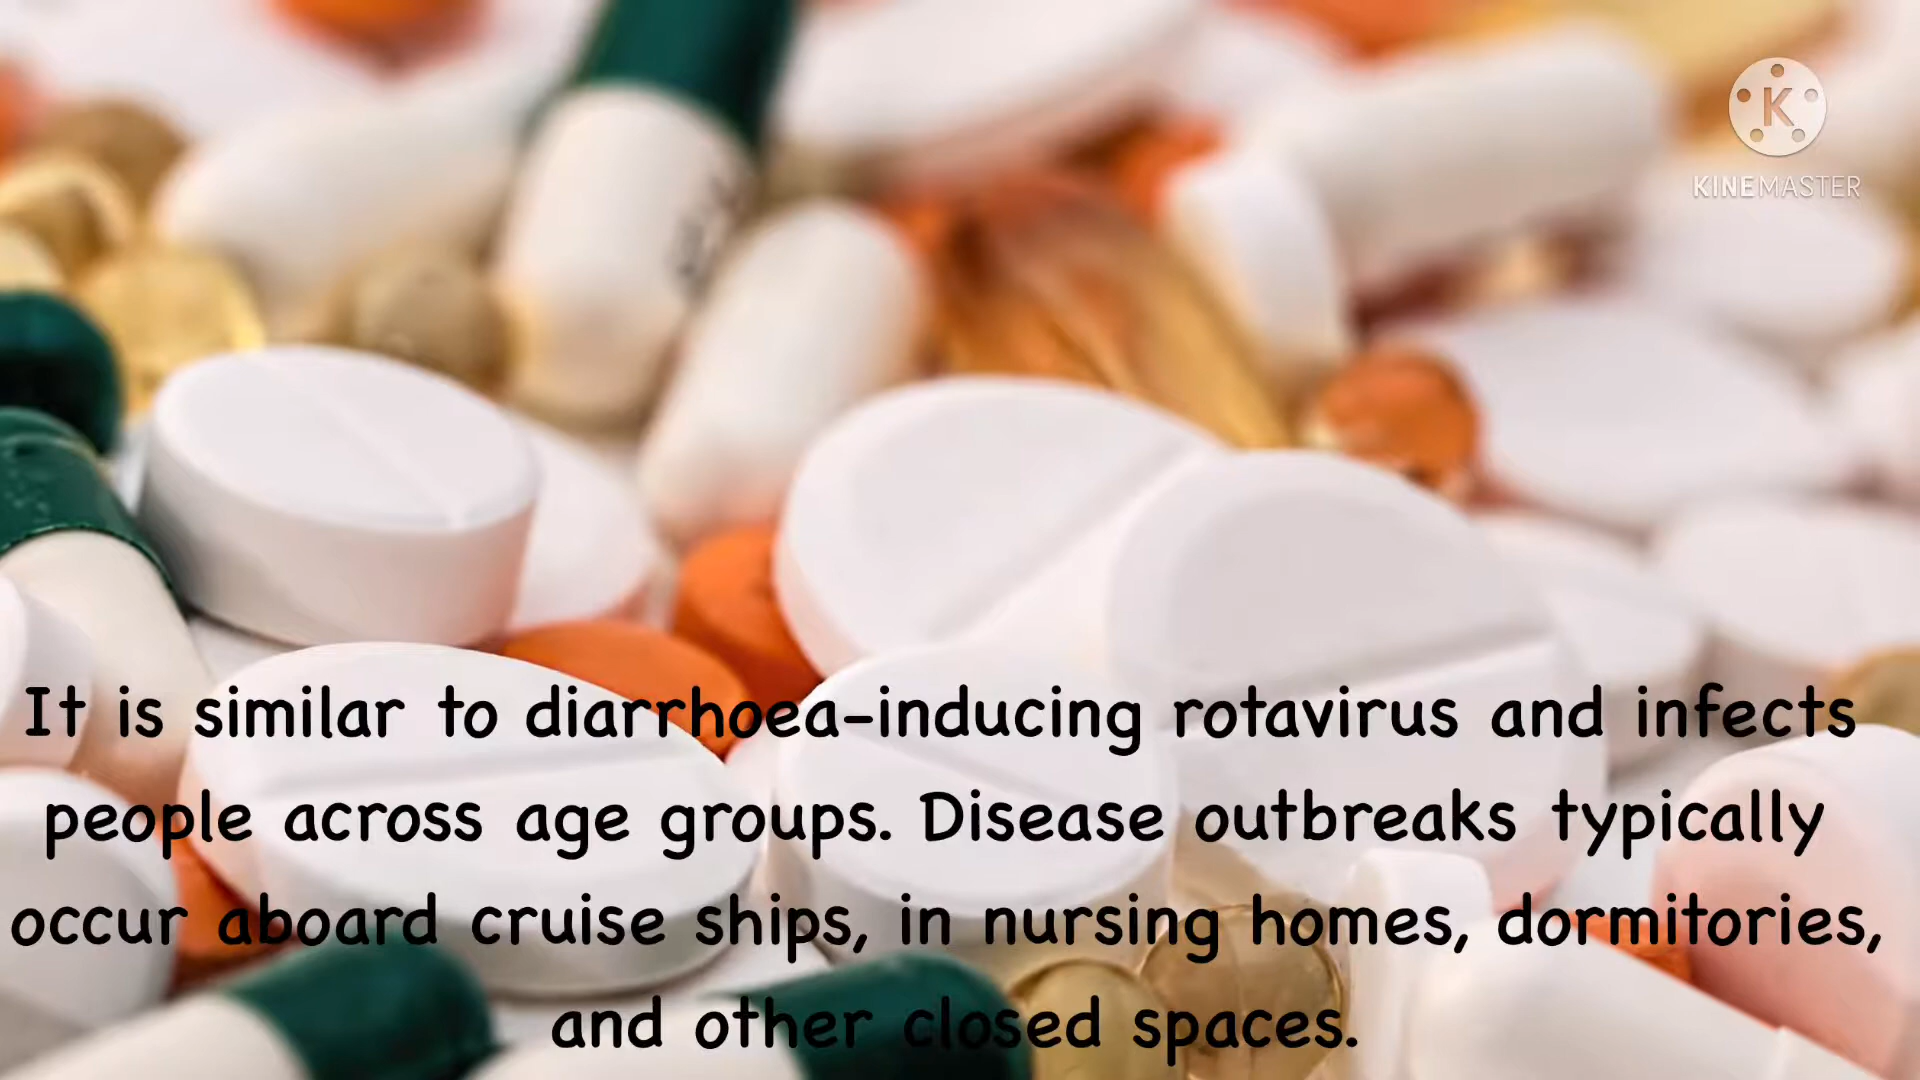 K
KINEMASTER
It is similar to diarrhoea-inducing rotavirus and infects
people across age groups. Disease outbreaks typically
occur aboard cruise ships, in nursing homes, dormitories,
and other closed spaces.